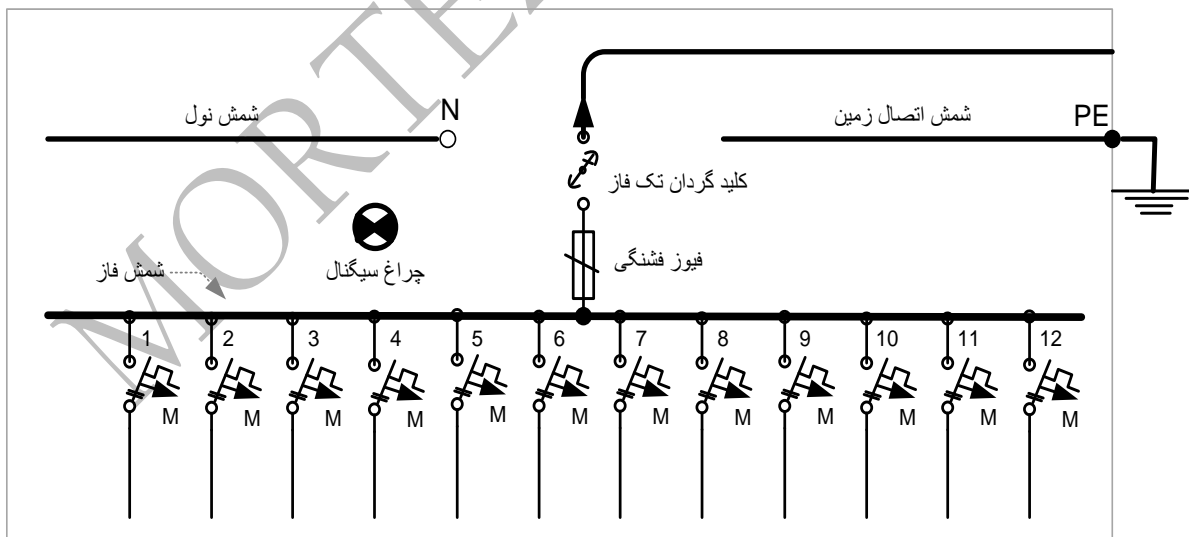 شمش نول
N
شمش اتصال زمین
PE
کلید گردان تک فاز
فیوز فشنگی
چراغ سیگنال
شمش فاز
1 2 3 4 5 6 7 8 9 10 11 12
M M M M M M M M M M M M
MORTE